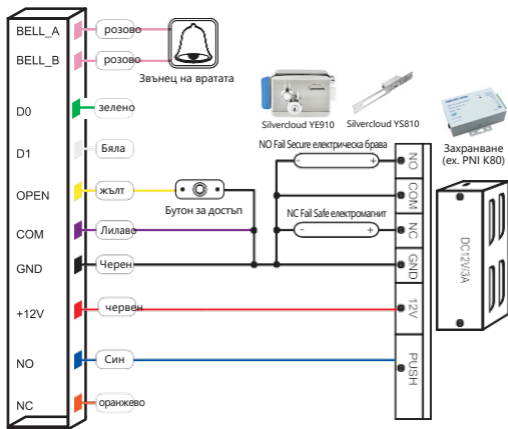 BELL_A
розово
BELL_B
розово
Звънец на вратата
D0
зелено
D1
Бяла
OPEN
жълт
Бутон за достъп
COM
Лилаво
GND
Черен
+12V
червен
NO
Син
NC
оранжево
Silvercloud YE910
Silvercloud YS810
Захранване
(ex. PNI K80)
NO Fail Secure електрическа брава
- +
NC Fail Safe електромагнит
- +
NO
COM
NC
GND
12V
PUSH
DC12V/3A